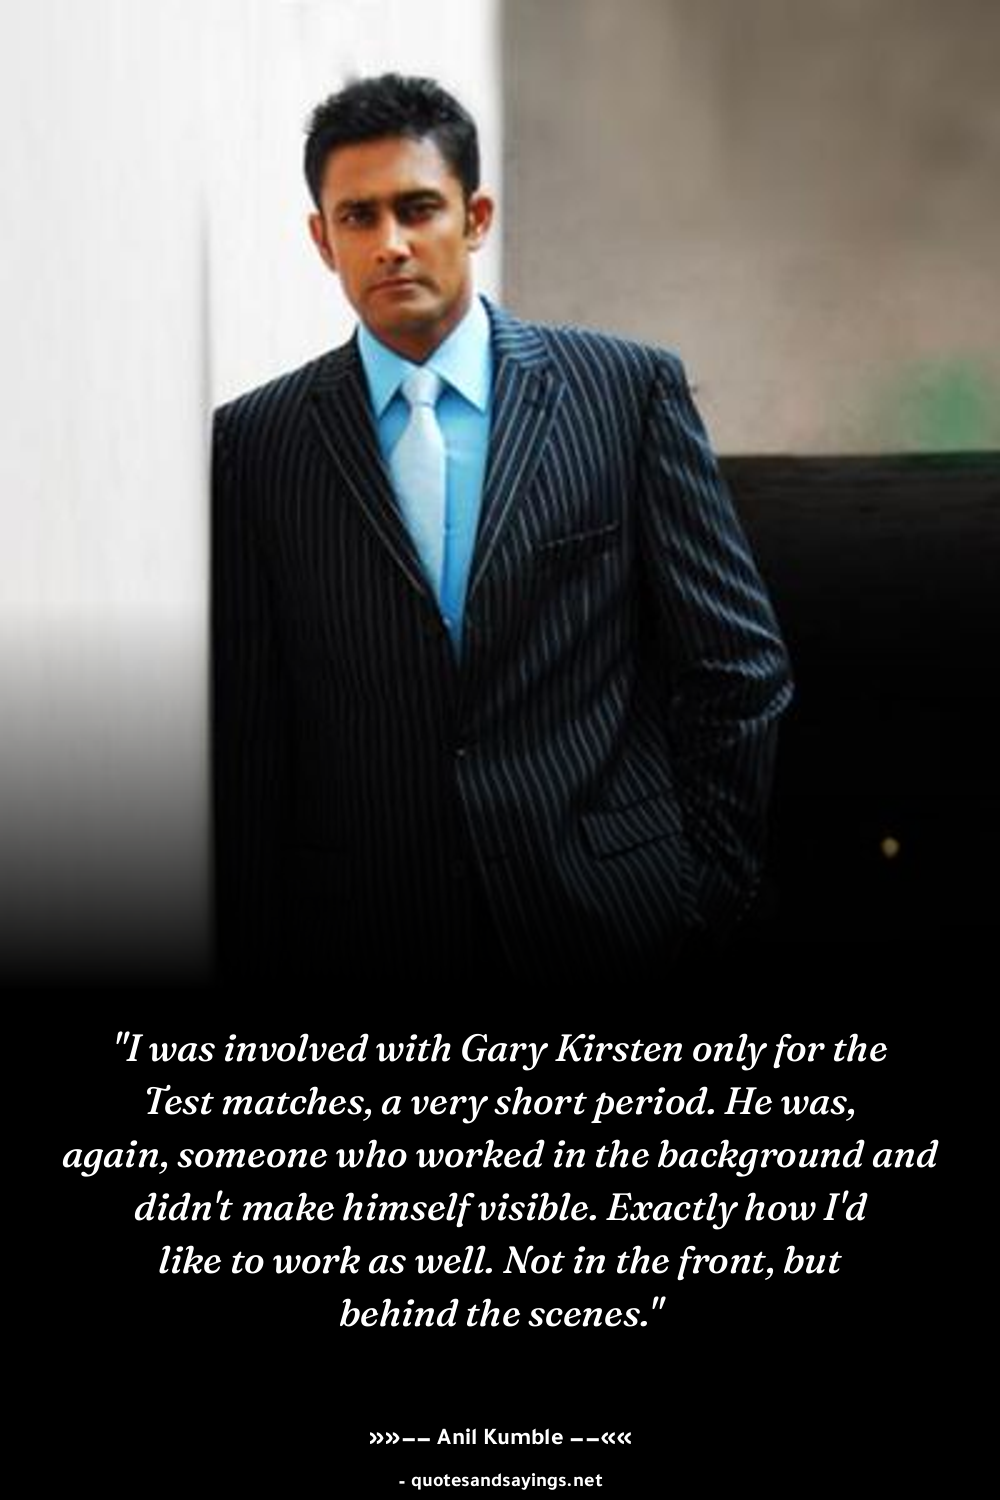 "I was involved with Gary Kirsten only for the
Test matches, a very short period. He was,
again, someone who worked in the background and
didn't make himself visible. Exactly how I'd
like to work as well. Not in the front, but
behind the scenes."
»»−− Anil Kumble −−««
- quotesandsayings.net